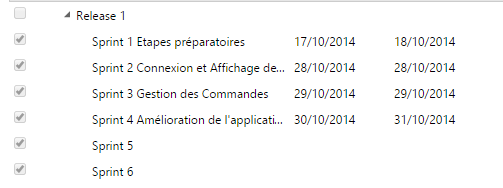 Release 1
Sprint 1 Etapes préparatoires 17/10/2014 18/10/2014
Sprint 2 Connexion et Affichage de... 28/10/2014 28/10/2014
Sprint 3 Gestion des Commandes 29/10/2014 29/10/2014
Sprint 4 Amélioration de l'applicati... 30/10/2014 31/10/2014
Sprint 5
Sprint 6